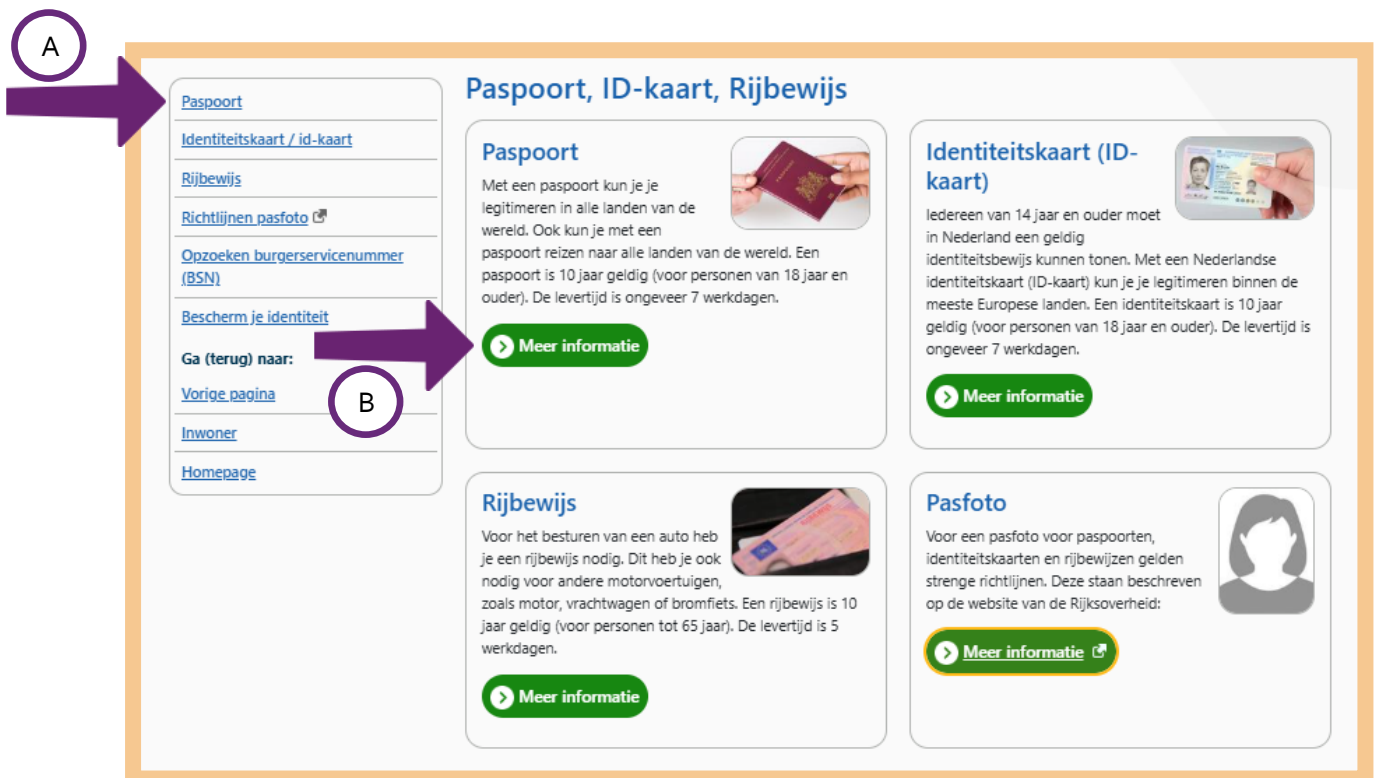 A
Paspoort
Identiteitskaart / id-kaart
Rijbewijs
Richtlijnen pasfoto
Opzoeken burgerservicenummer
(BSN)
Bescherm je identiteit
Ga (terug) naar:
Vorige pagina
Inwoner
Homepage
B
Paspoort, ID-kaart, Rijbewijs
Paspoort
Met een paspoort kun je je
legitimeren in alle landen van de
wereld. Ook kun je met een
paspoort reizen naar alle landen van de wereld. Een
paspoort is 10 jaar geldig (voor personen van 18 jaar en
ouder). De levertijd is ongeveer 7 werkdagen.
Meer informatie
Identiteitskaart (ID-
kaart)
Iedereen van 14 jaar en ouder moet
in Nederland een geldig
identiteitsbewijs kunnen tonen. Met een Nederlandse
identiteitskaart (ID-kaart) kun je je legitimeren binnen de
meeste Europese landen. Een identiteitskaart is 10 jaar
geldig (voor personen van 18 jaar en ouder). De levertijd is
ongeveer 7 werkdagen.
Meer informatie
Rijbewijs
Voor het besturen van een auto heb
je een rijbewijs nodig. Dit heb je ook
nodig voor andere motorvoertuigen,
zoals motor, vrachtwagen of bromfiets. Een rijbewijs is 10
jaar geldig (voor personen tot 65 jaar). De levertijd is 5
werkdagen.
Meer informatie
Pasfoto
Voor een pasfoto voor paspoorten,
identiteitskaarten en rijbewijzen gelden
strenge richtlijnen. Deze staan beschreven
op de website van de Rijksoverheid:
Meer informatie